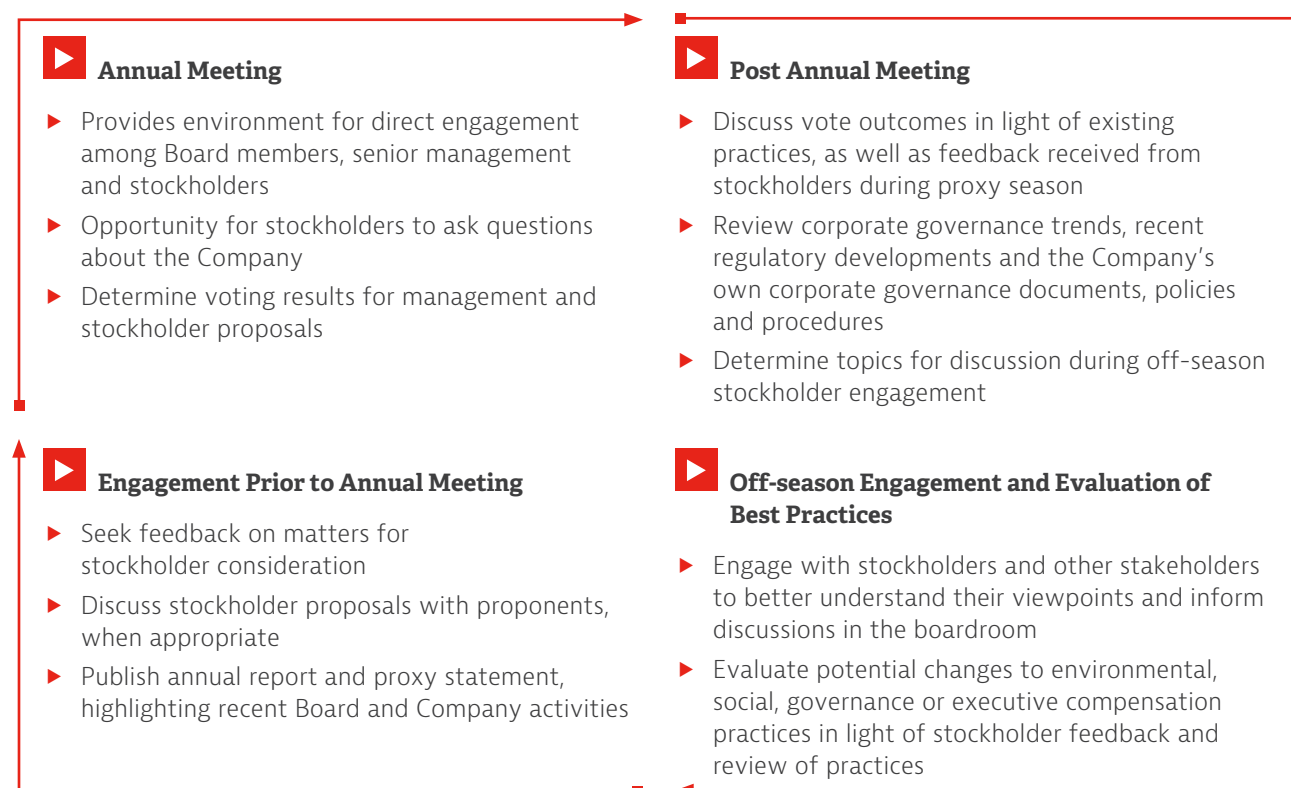 Annual Meeting
Provides environment for direct engagement
among Board members, senior management
and stockholders
Opportunity for stockholders to ask questions
about the Company
Determine voting results for management and
stockholder proposals
Post Annual Meeting
Discuss vote outcomes in light of existing
practices, as well as feedback received from
stockholders during proxy season
Review corporate governance trends, recent
regulatory developments and the Company's
own corporate governance documents, policies
and procedures
Determine topics for discussion during off-season
stockholder engagement
Engagement Prior to Annual Meeting
Seek feedback on matters for
stockholder consideration
Discuss stockholder proposals with proponents,
when appropriate
Publish annual report and proxy statement,
highlighting recent Board and Company activities
Off-season Engagement and Evaluation of
Best Practices
Engage with stockholders and other stakeholders
to better understand their viewpoints and inform
discussions in the boardroom
Evaluate potential changes to environmental,
social, governance or executive compensation
practices in light of stockholder feedback and
review of practices